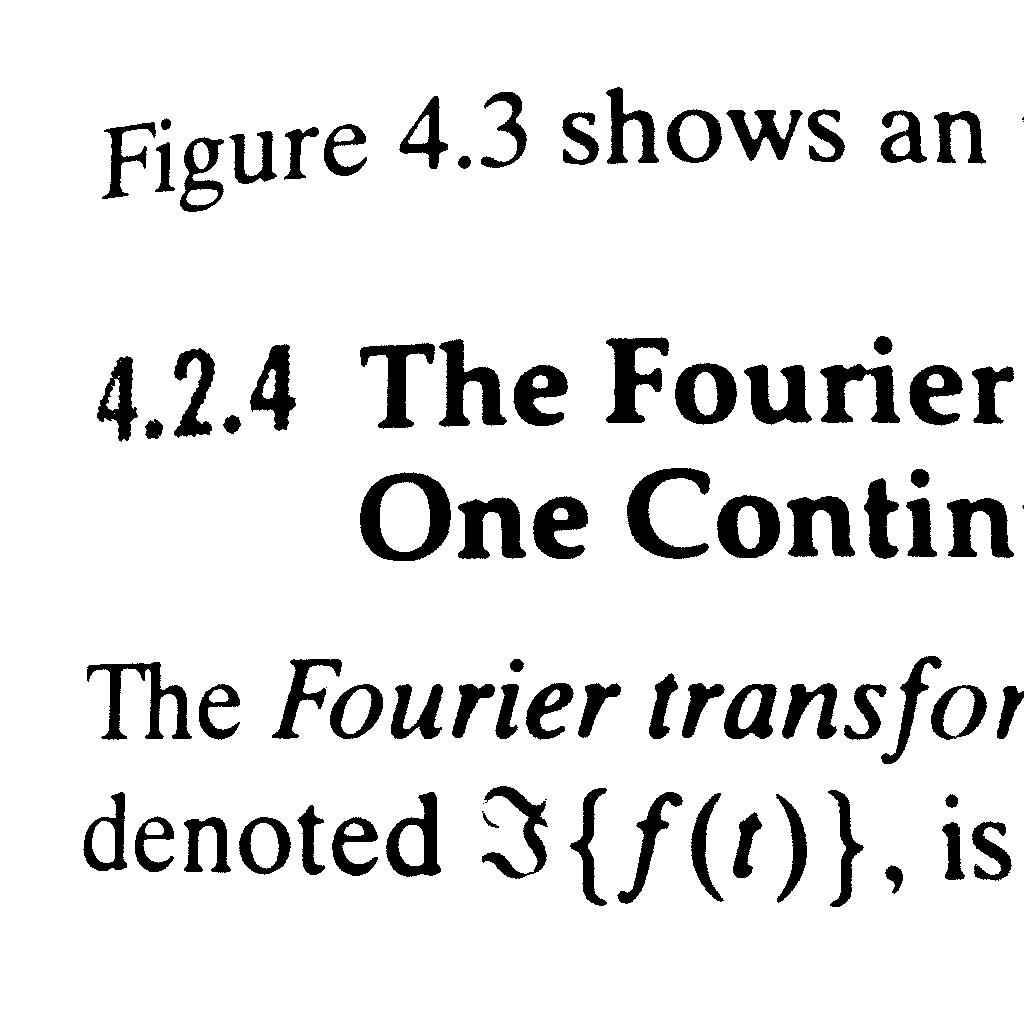 Figure 4.3 shows an
4.2.4 The Fourier
One Contin
The Fourier transfor
denoted ℑ{f(t)}, is